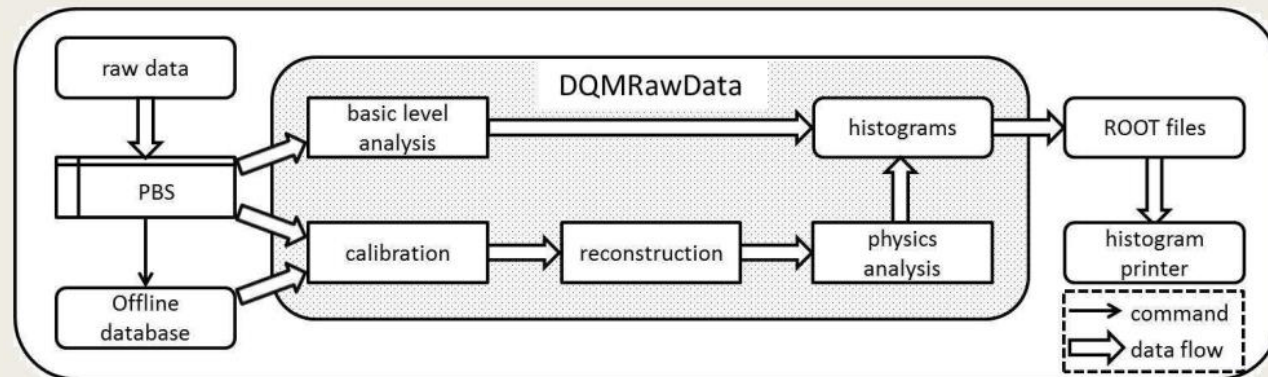 raw data
PBS
Offline
database
DQMRawData
basic level
analysis
histograms
calibration
reconstruction
physics
analysis
ROOT files
histogram
printer
command
data flow